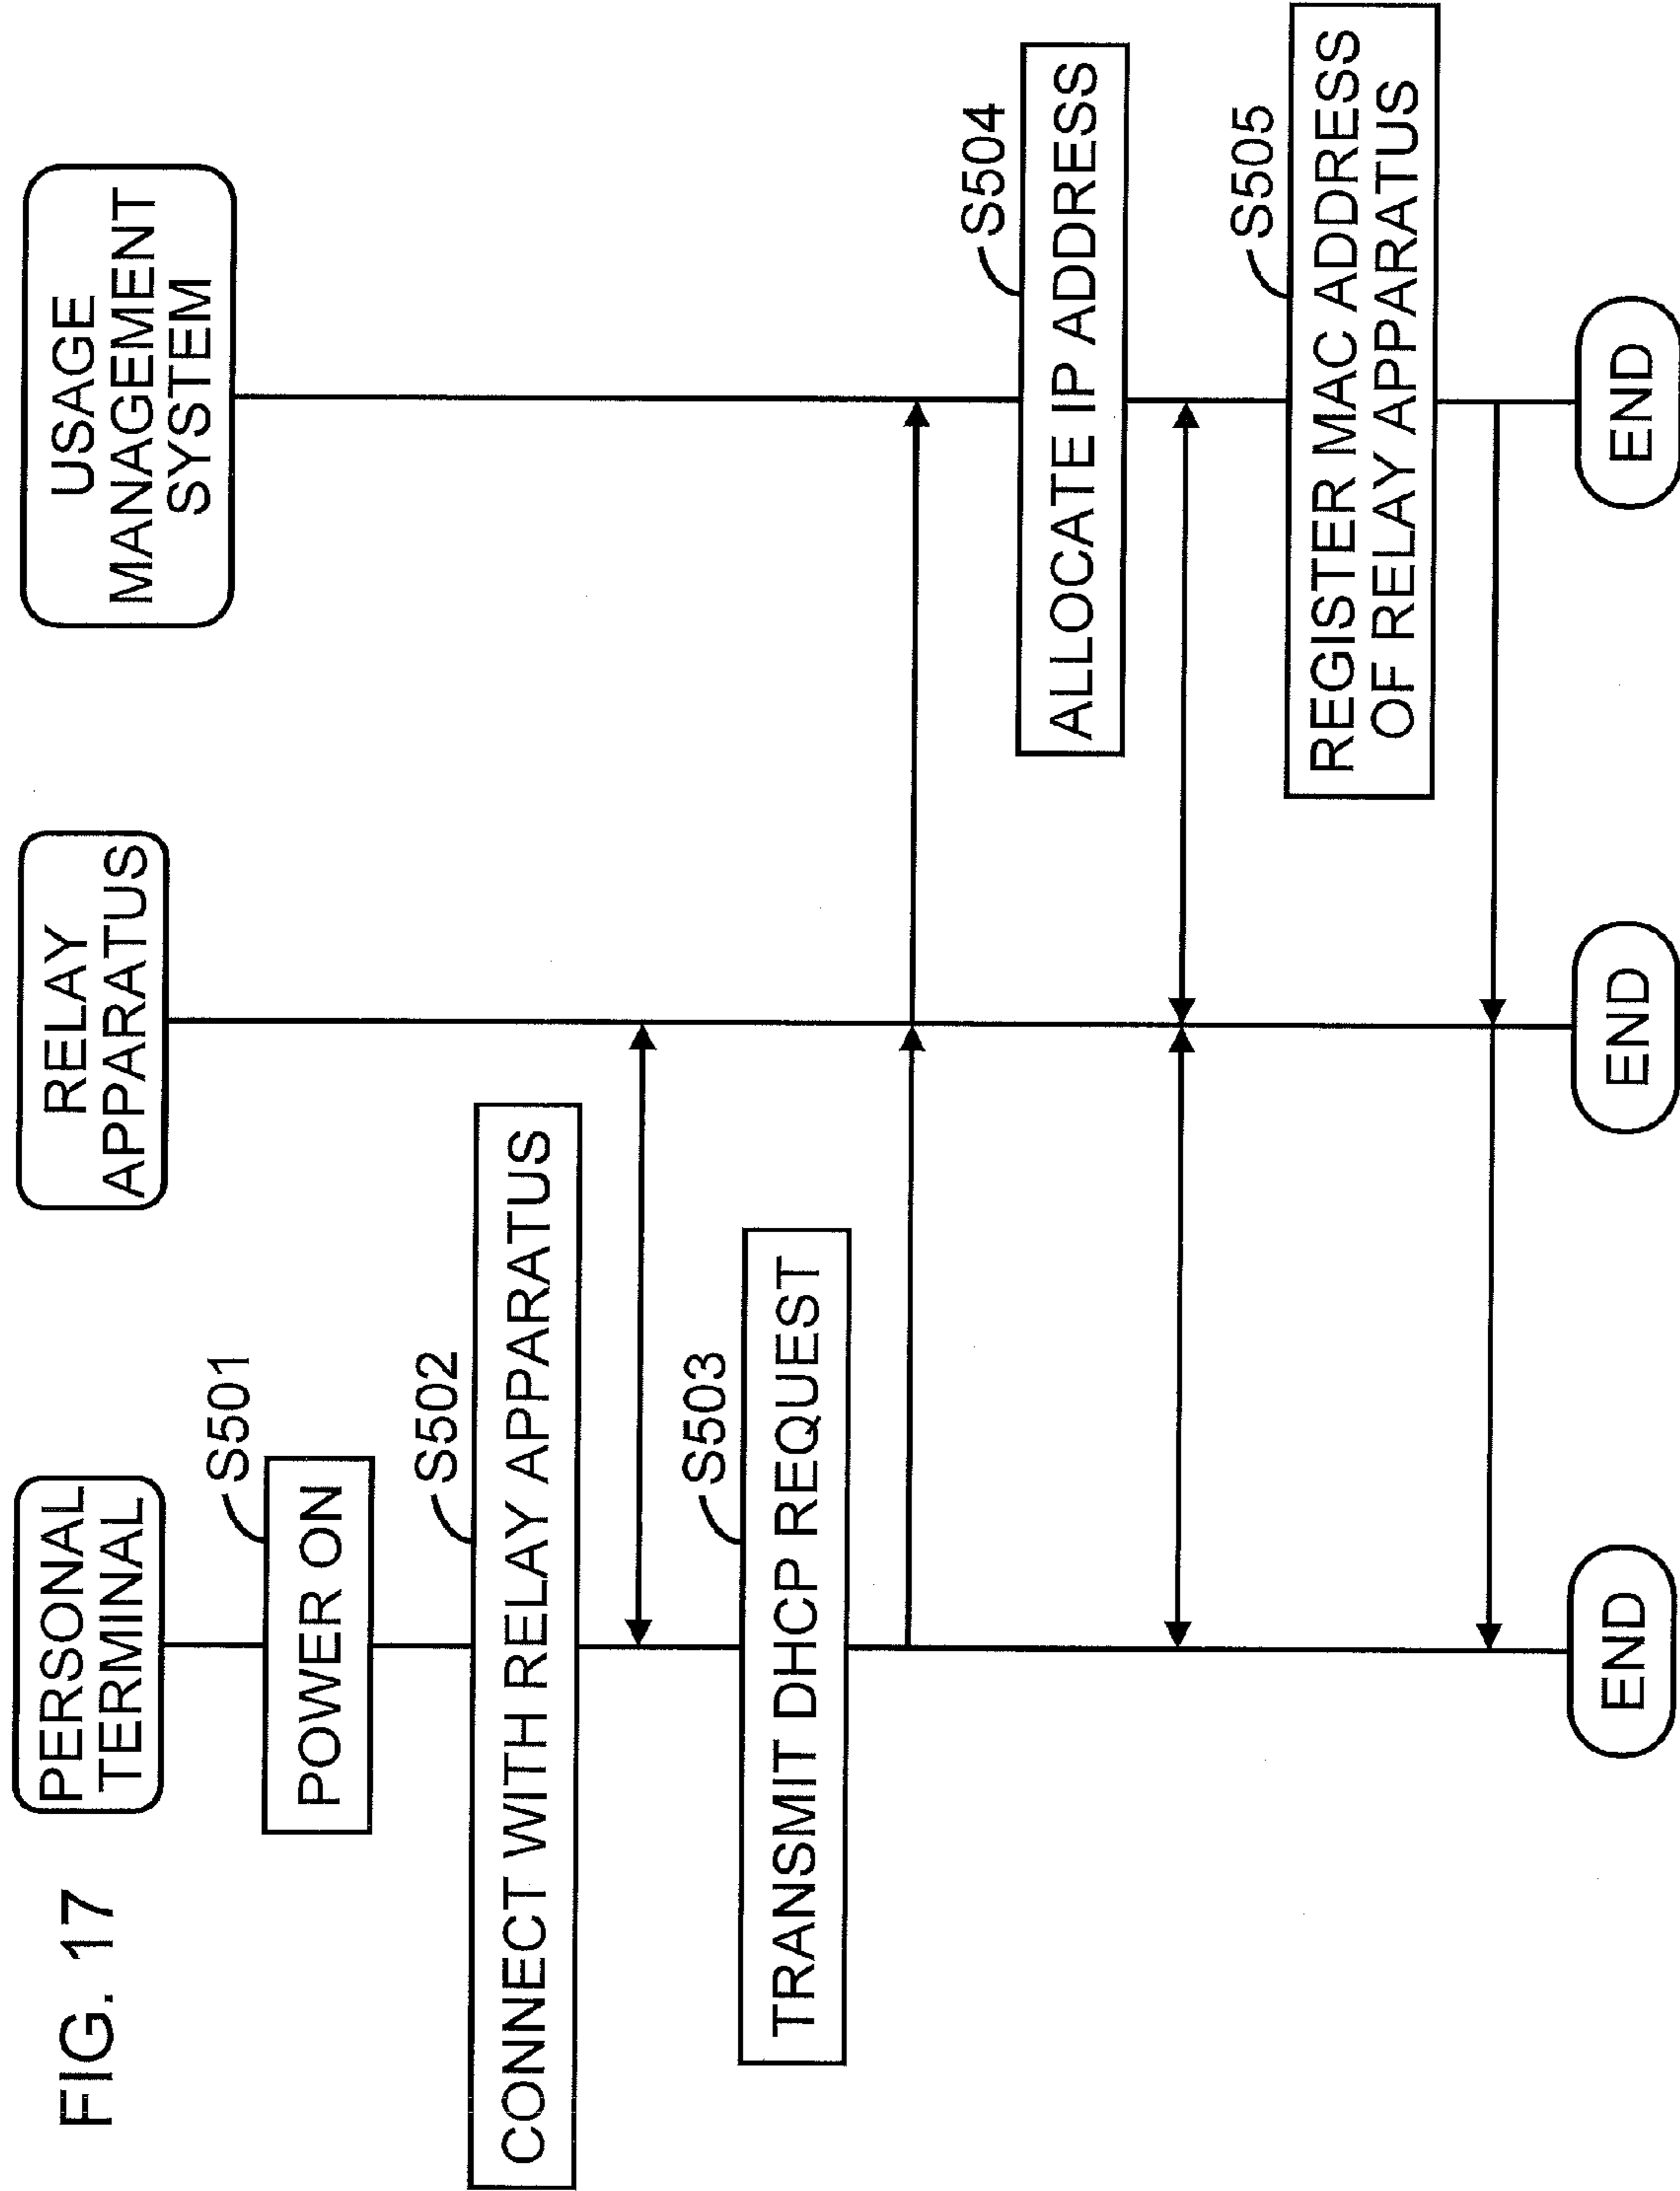 FIG. 17
PERSONAL
TERMINAL
RELAY
APPARATUS
USAGE
MANAGEMENT
SYSTEM
S501
POWER ON
S502
CONNECT WITH RELAY APPARATUS
S503
TRANSMIT DHCP REQUEST
S504
ALLOCATE IP ADDRESS
S505
REGISTER MAC ADDRESS
OF RELAY APPARATUS
END
END
END